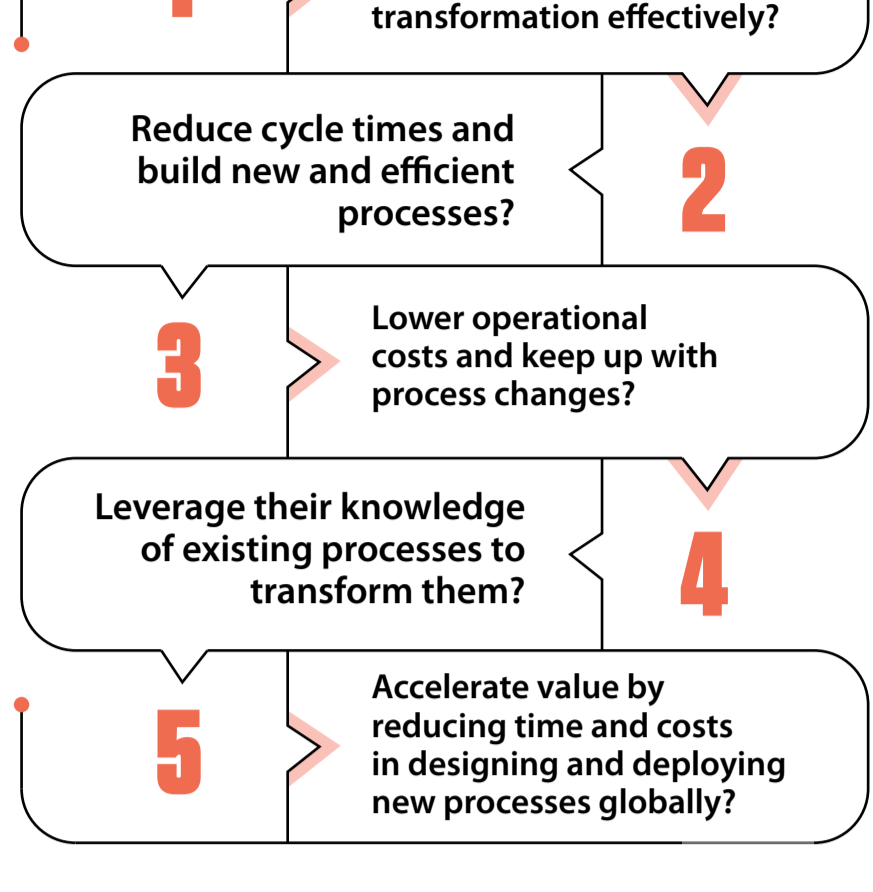 transformation effectively?
Reduce cycle times and
build new and efficient
processes?
2
3
Lower operational
costs and keep up with
process changes?
Leverage their knowledge
of existing processes to
transform them?
4
5
Accelerate value by
reducing time and costs
in designing and deploying
new processes globally?